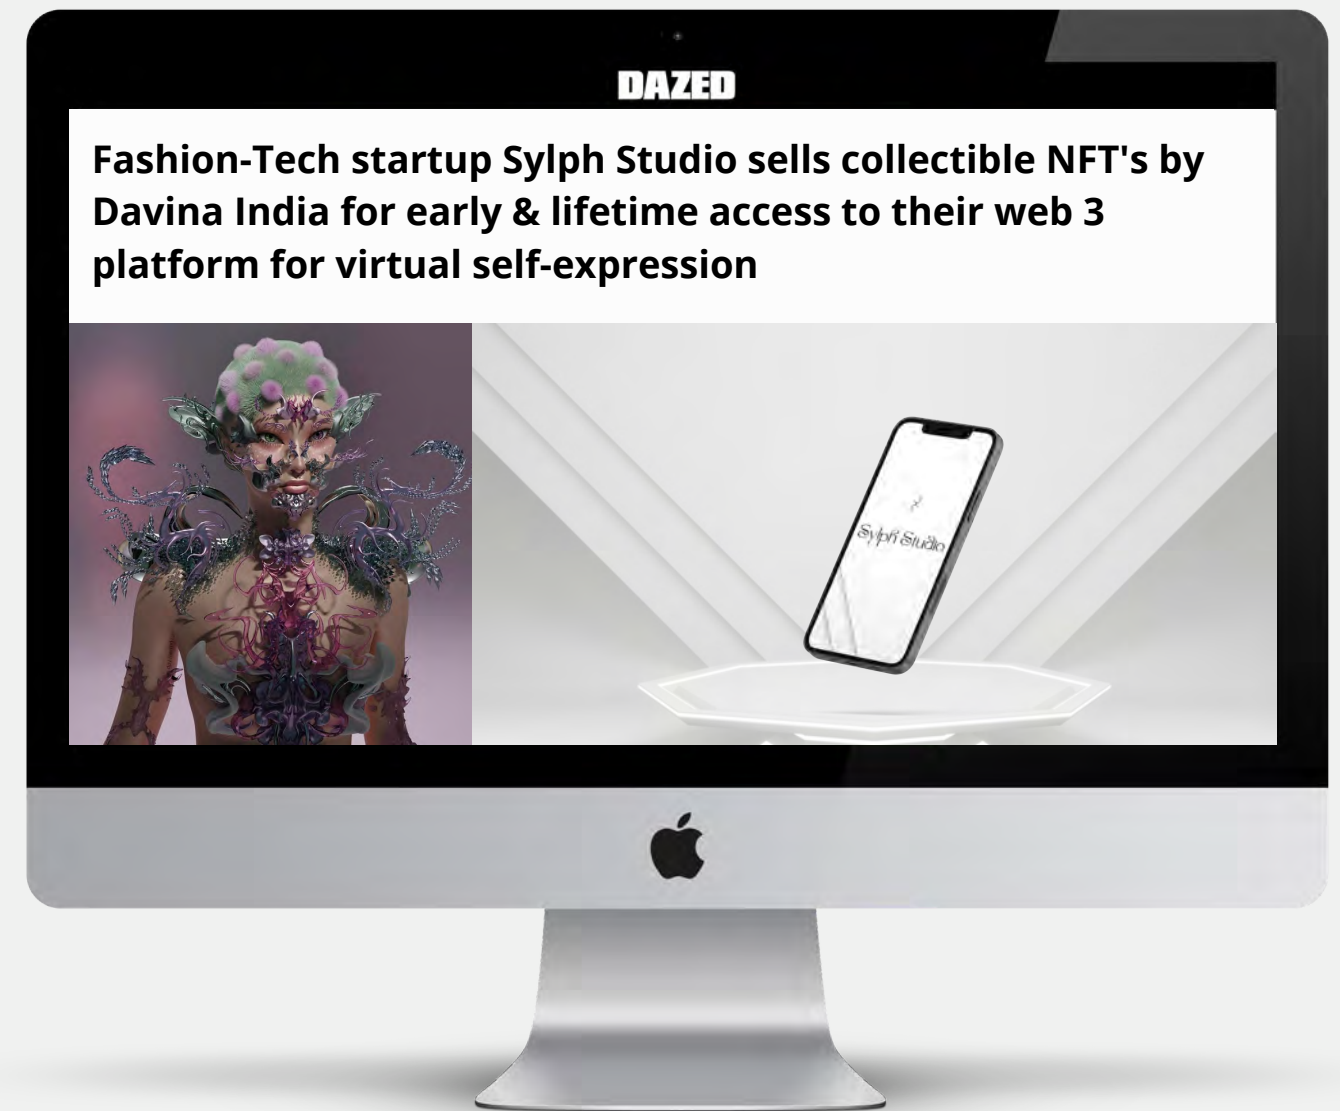 DAZED
Fashion-Tech startup Sylph Studio sells collectible NFT's by
Davina India for early & lifetime access to their web 3
platform for virtual self-expression
Sylph Studio